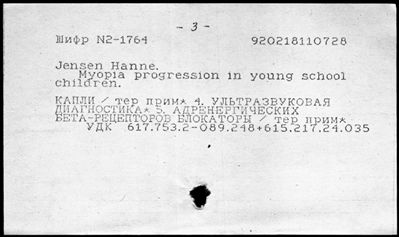 - 3 -
Шифр N2-1764 920218110728
Jensen Hanne.
Myopia progression in young school
children.
КАПЛИ / тер прим* 4. УЛЬТРАЗВУКОВАЯ
ДИАГНОСТИКА* 5. АДРЕНЕРГИЧЕСКИХ
БЕТА-РЕЦЕПТОРОВ БЛОКАТОРЫ / тер прим*
УДК 617.753.2-089.248+615.217.24.035